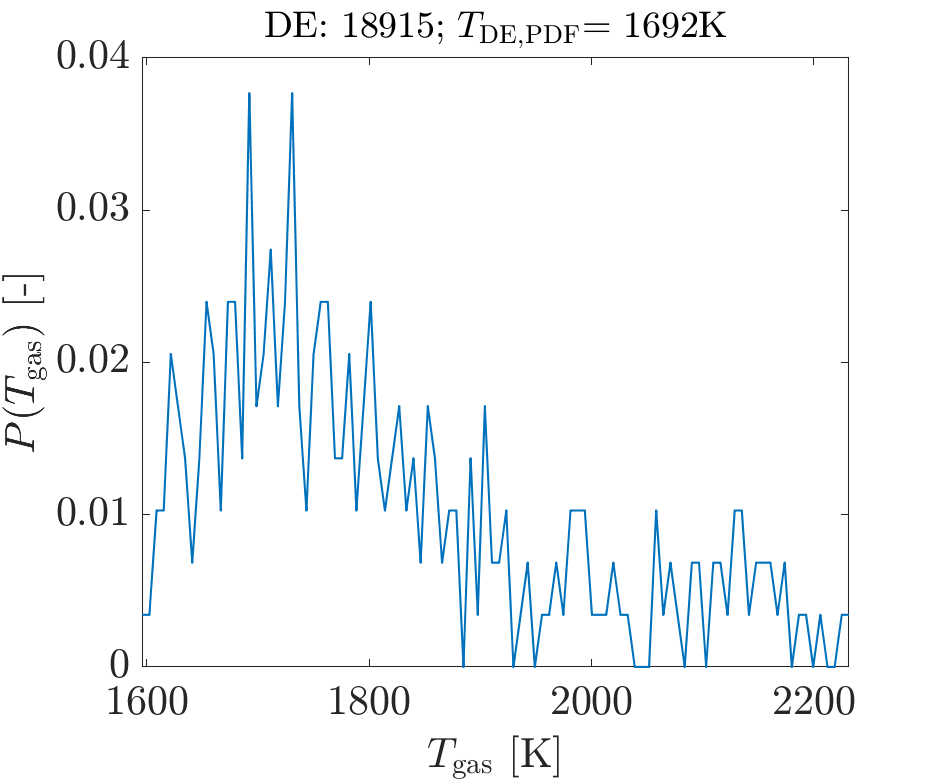 DE: 18915; T_DE,PDF= 1692K
0.04
0.03
0.02
0.01
0
P(T_gas) [-]
1600 1800 2000 2200
T_gas [K]